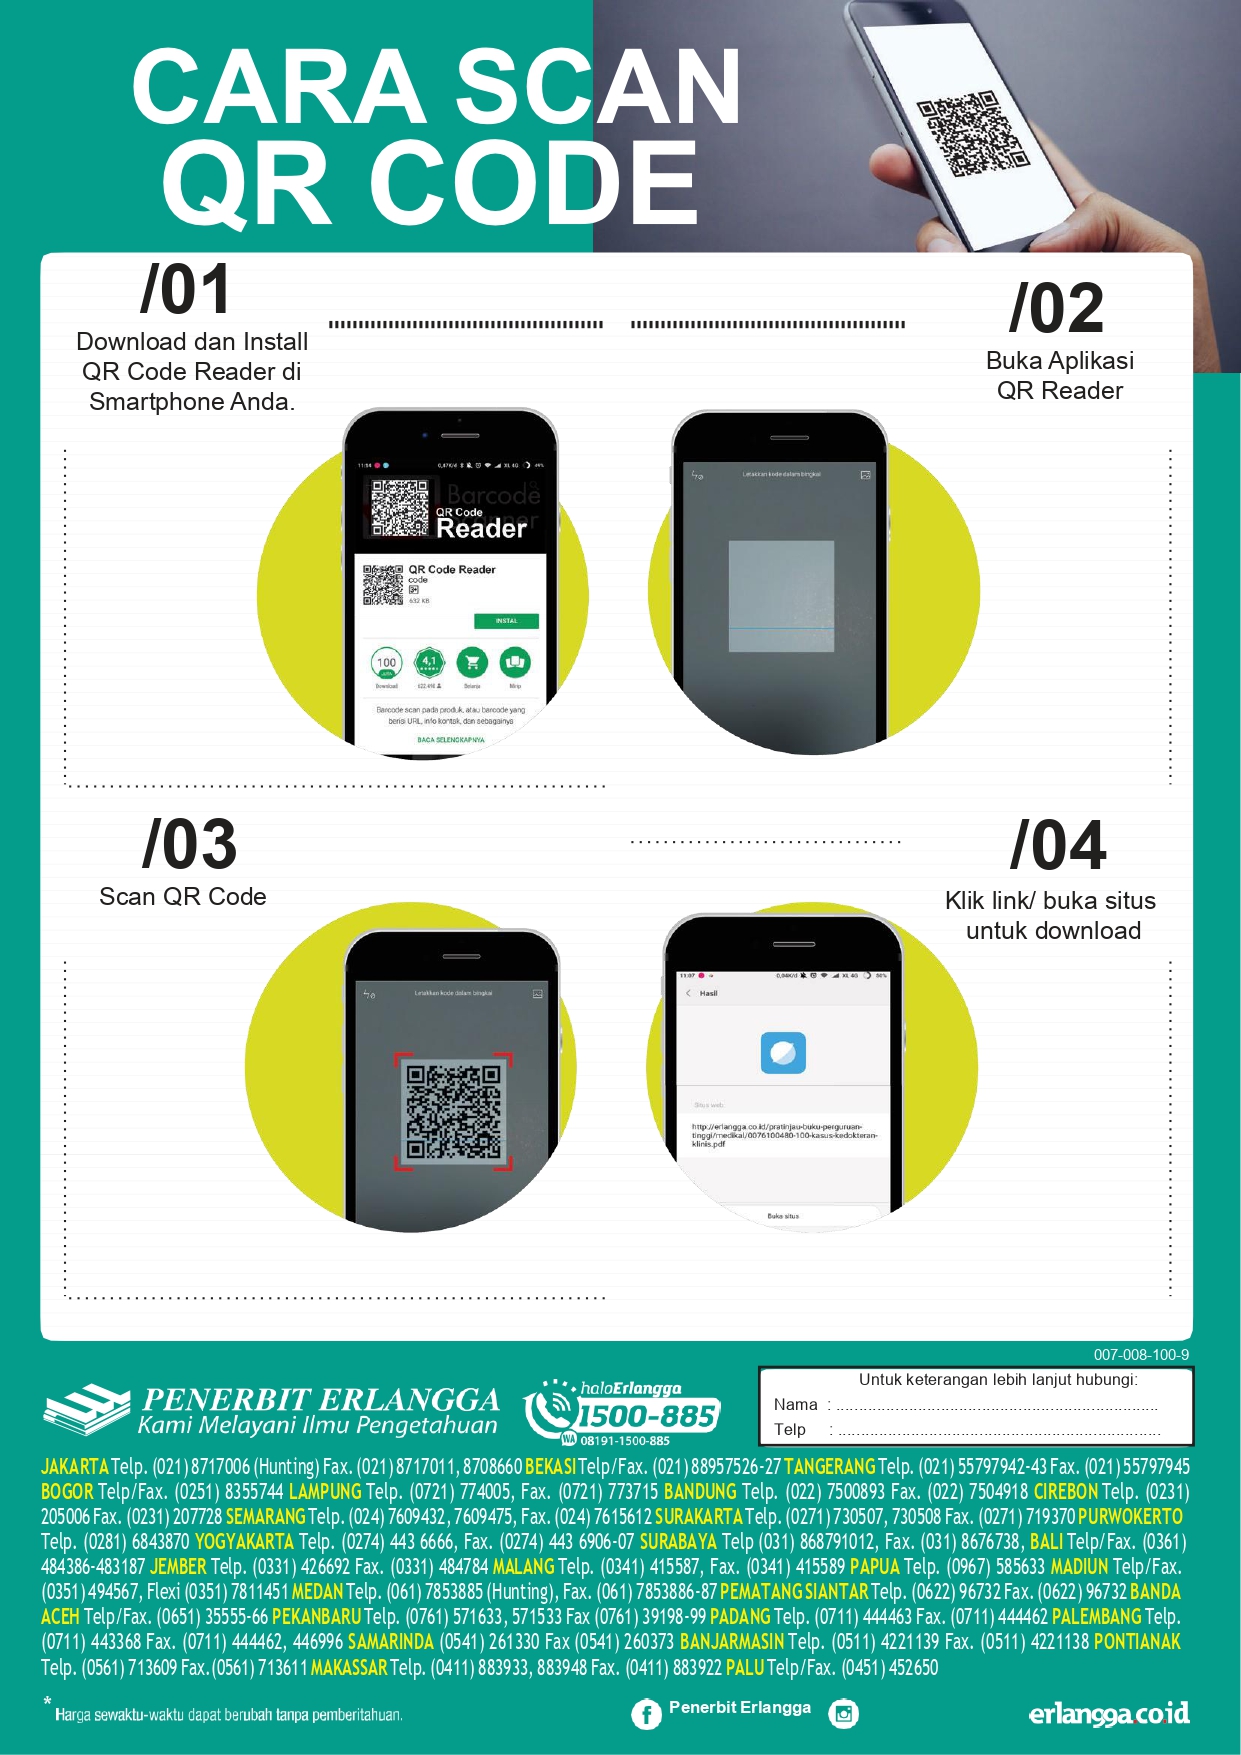 CARA SCAN
QR CODE
/01
Download dan Install
QR Code Reader di
Smartphone Anda.
/02
Buka Aplikasi
QR Reader
11:54 0,47K/d XL 4G 49%
Barcode
QR Code
Reader
QR Code Reader
code
3+
632 KB
INSTAL
100
JUTA
4,1
Download
622.498
Belanja
Mirip
Barcode scan pada produk, atau barcode yang
berisi URL, info kontak, dan sebagainya
BACA SELENGKAPNYA
Letakkan kode dalam bingkai
/03
Scan QR Code
/04
Klik link/ buka situs
untuk download
Letakkan kode dalam bingkai
11:07 0,04K/d XL 4G 50%
Hasil
Situs web
http://erlangga.co.id/pratinjau-buku-perguruan-
tinggi/medikal/0076100480-100-kasus-kedokteran-
klinis.pdf
Buka situs
007-008-100-9
PENERBIT ERLANGGA
Kami Melayani Ilmu Pengetahuan
haloErlangga
1500-885
WA 08191-1500-885
Untuk keterangan lebih lanjut hubungi:
Nama : ........................................................................
Telp : ........................................................................
JAKARTA Telp. (021) 8717006 (Hunting) Fax. (021) 8717011, 8708660 BEKASI Telp/Fax. (021) 88957526-27 TANGERANG Telp. (021) 55797942-43 Fax. (021) 55797945
BOGOR Telp/Fax. (0251) 8355744 LAMPUNG Telp. (0721) 774005, Fax. (0721) 773715 BANDUNG Telp. (022) 7500893 Fax. (022) 7504918 CIREBON Telp. (0231)
205006 Fax. (0231) 207728 SEMARANG Telp. (024) 7609432, 7609475, Fax. (024) 7615612 SURAKARTA Telp. (0271) 730507, 730508 Fax. (0271) 719370 PURWOKERTO
Telp. (0281) 6843870 YOGYAKARTA Telp. (0274) 443 6666, Fax. (0274) 443 6906-07 SURABAYA Telp (031) 868791012, Fax. (031) 8676738, BALI Telp/Fax. (0361)
484386-483187 JEMBER Telp. (0331) 426692 Fax. (0331) 484784 MALANG Telp. (0341) 415587, Fax. (0341) 415589 PAPUA Telp. (0967) 585633 MADIUN Telp/Fax.
(0351) 494567, Flexi (0351) 7811451 MEDAN Telp. (061) 7853885 (Hunting), Fax. (061) 7853886-87 PEMATANG SIANTAR Telp. (0622) 96732 Fax. (0622) 96732 BANDA
ACEH Telp/Fax. (0651) 35555-66 PEKANBARU Telp. (0761) 571633, 571533 Fax (0761) 39198-99 PADANG Telp. (0711) 444463 Fax. (0711) 444462 PALEMBANG Telp.
(0711) 443368 Fax. (0711) 444462, 446996 SAMARINDA (0541) 261330 Fax (0541) 260373 BANJARMASIN Telp. (0511) 4221139 Fax. (0511) 4221138 PONTIANAK
Telp. (0561) 713609 Fax. (0561) 713611 MAKASSAR Telp. (0411) 883933, 883948 Fax. (0411) 883922 PALU Telp/Fax. (0451) 452650
* Harga sewaktu-waktu dapat berubah tanpa pemberitahuan.
Penerbit Erlangga
erlangga.co.id